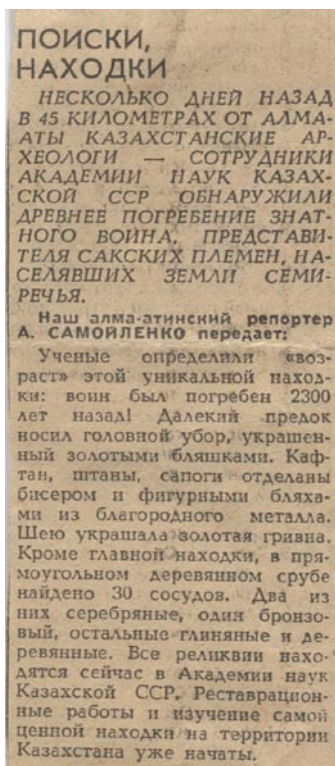 ПОИСКИ,
НАХОДКИ
НЕСКОЛЬКО ДНЕЙ НАЗАД
В 45 КИЛОМЕТРАХ ОТ АЛМА-
АТЫ КАЗАХСТАНСКИЕ АР-
ХЕОЛОГИ — СОТРУДНИКИ
АКАДЕМИИ НАУК КАЗАХ-
СКОЙ ССР ОБНАРУЖИЛИ
ДРЕВНЕЕ ПОГРЕБЕНИЕ ЗНАТ-
НОГО ВОИНА, ПРЕДСТАВИ-
ТЕЛЯ САКСКИХ ПЛЕМЕН, НА-
СЕЛЯВШИХ ЗЕМЛИ СЕМИ-
РЕЧЬЯ.
Наш алма-атинский репортер
А. САМОЙЛЕНКО передает:
Ученые определили «воз-
раст» этой уникальной наход-
ки: воин был погребен 2300
лет назад! Далекий предок
носил головной убор, украшен-
ный золотыми бляшками. Каф-
тан, штаны, сапоги отделаны
бисером и фигурными бляха-
ми из благородного металла.
Шею украшала золотая гривна.
Кроме главной находки, в пря-
моугольном деревянном срубе
найдено 30 сосудов. Два из
них серебряные, один бронзо-
вый, остальные глиняные и де-
ревянные. Все реликвии нахо-
дятся сейчас в Академии наук
Казахской ССР. Реставрацион-
ные работы и изучение самой
ценной находки на территории
Казахстана уже начаты.